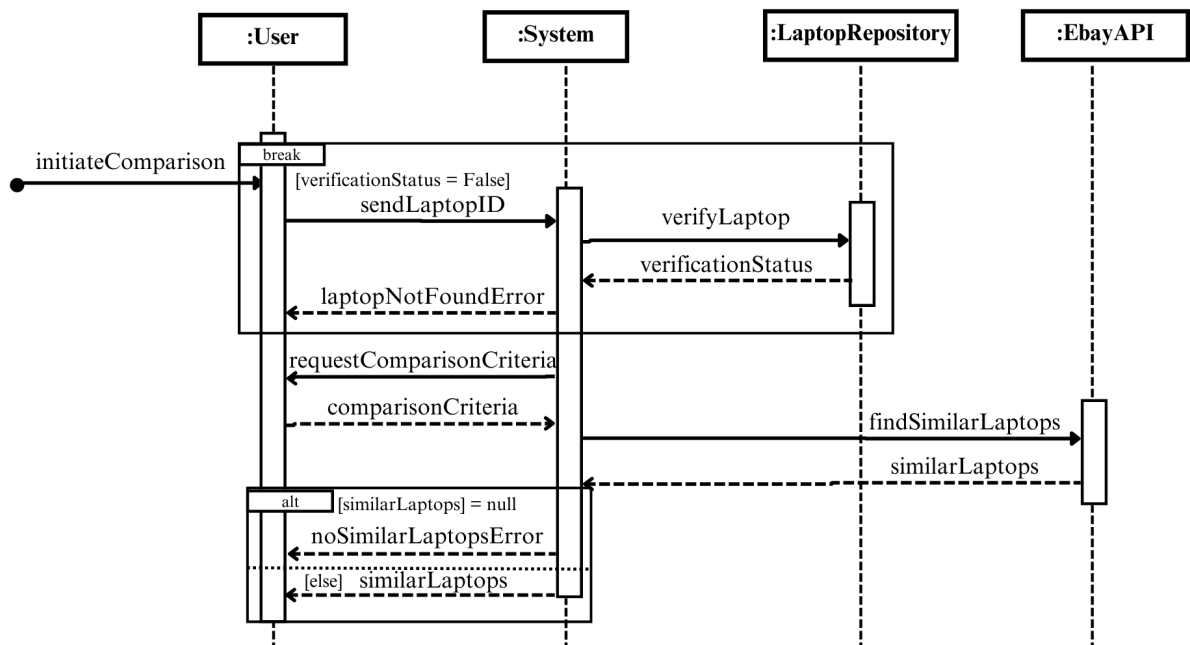 :User
:System
:LaptopRepository
:EbayAPI
initiateComparison
break
[verificationStatus = False]
sendLaptopID
verifyLaptop
verificationStatus
laptopNotFoundError
requestComparisonCriteria
comparisonCriteria
findSimilarLaptops
similarLaptops
alt
[similarLaptops] = null
noSimilarLaptopsError
[else]
similarLaptops